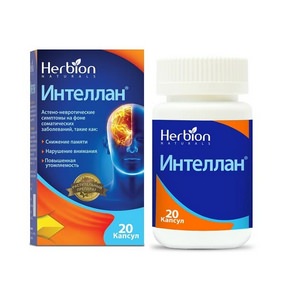 Herbion
NATURALS
Интеллан®
Астено-невротические
симптомы на фоне
соматических
заболеваний, такие как:
• Снижение памяти
• Нарушение внимания
• Повышенная
утомляемость
20
Капсул
Herbion
NATURALS
Интеллан®
20
Капсул